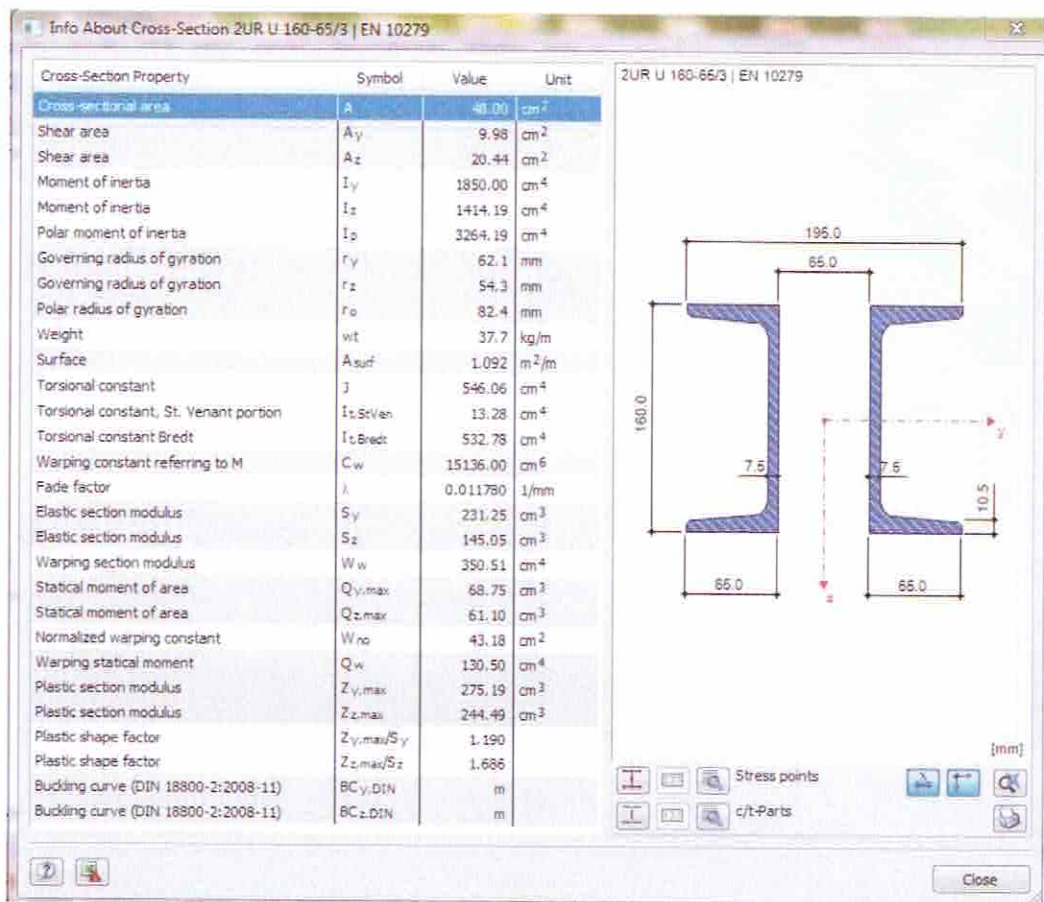 Info About Cross-Section 2UR U 160-65/3 | EN 10279
Cross-Section Property Symbol Value Unit
Cross-sectional area A 48.00 cm2
Shear area Ay 9.98 cm2
Shear area Az 20.44 cm2
Moment of inertia Iy 1850.00 cm4
Moment of inertia Iz 1414.19 cm4
Polar moment of inertia Ip 3264.19 cm4
Governing radius of gyration ry 62.1 mm
Governing radius of gyration rz 54.3 mm
Polar radius of gyration ro 82.4 mm
Weight wt 37.7 kg/m
Surface Asurf 1.092 m2/m
Torsional constant J 546.06 cm4
Torsional constant, St. Venant portion It,StVen 13.28 cm4
Torsional constant Bredt It,Bredt 532.78 cm4
Warping constant referring to M Cw 15136.00 cm6
Fade factor λ 0.011780 1/mm
Elastic section modulus Sy 231.25 cm3
Elastic section modulus Sz 145.05 cm3
Warping section modulus Ww 350.51 cm4
Statical moment of area Qy,max 68.75 cm3
Statical moment of area Qz,max 61.10 cm3
Normalized warping constant Wno 43.18 cm2
Warping statical moment Qw 130.50 cm4
Plastic section modulus Zy,max 275.19 cm3
Plastic section modulus Zz,max 244.49 cm3
Plastic shape factor Zy,max/Sy 1.190
Plastic shape factor Zz,max/Sz 1.686
Buckling curve (DIN 18800-2:2008-11) BCy,DIN m
Buckling curve (DIN 18800-2:2008-11) BCz,DIN m
2UR U 160-65/3 | EN 10279
195.0
65.0
160.0
y
7.5 7.5
10.5
65.0 65.0
z
[mm]
Stress points
c/t-Parts
Close